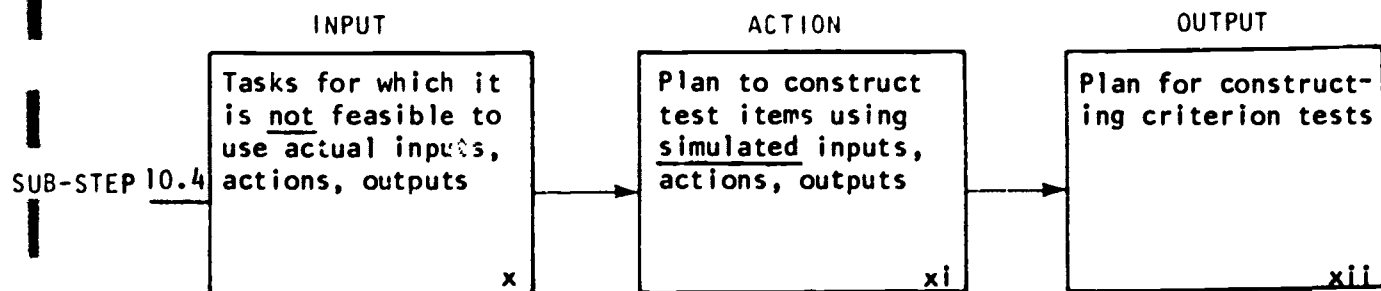 INPUT
ACTION
OUTPUT
Tasks for which it
is not feasible to
use actual inputs,
actions, outputs
x
SUB-STEP 10.4
Plan to construct
test items using
simulated inputs,
actions, outputs
xi
Plan for construct-
ing criterion tests
xii